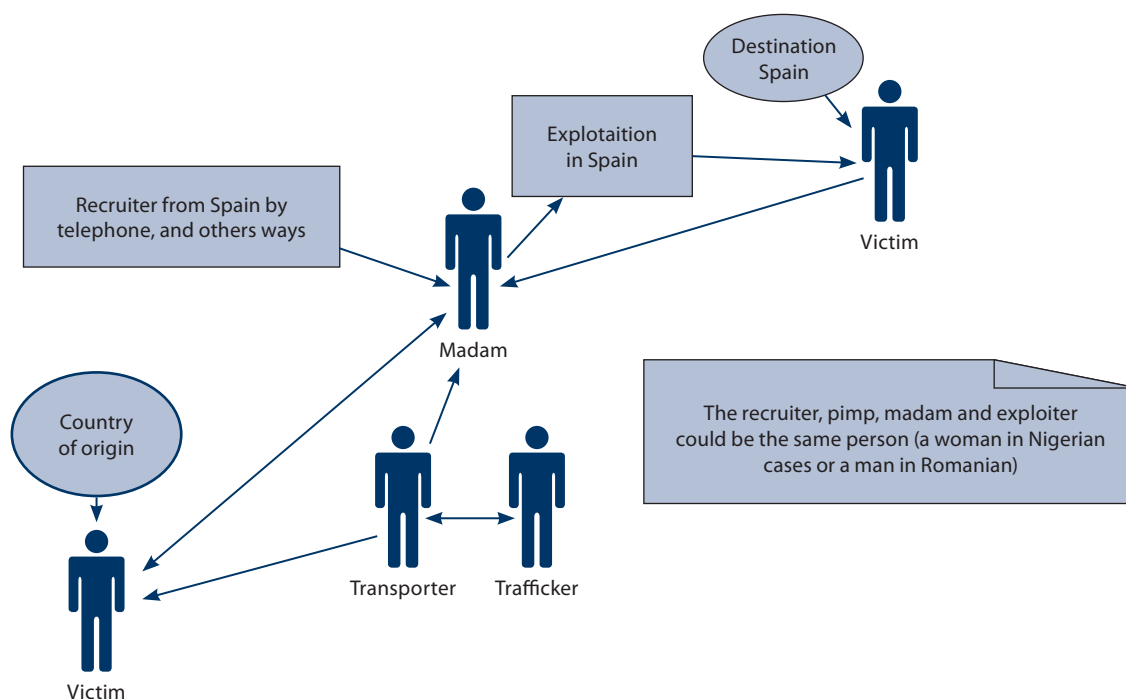 Destination
Spain
Explotaition
in Spain
Recruiter from Spain by
telephone, and others ways
Victim
Madam
Country
of origin
The recruiter, pimp, madam and exploiter
could be the same person (a woman in Nigerian
cases or a man in Romanian)
Transporter
Trafficker
Victim